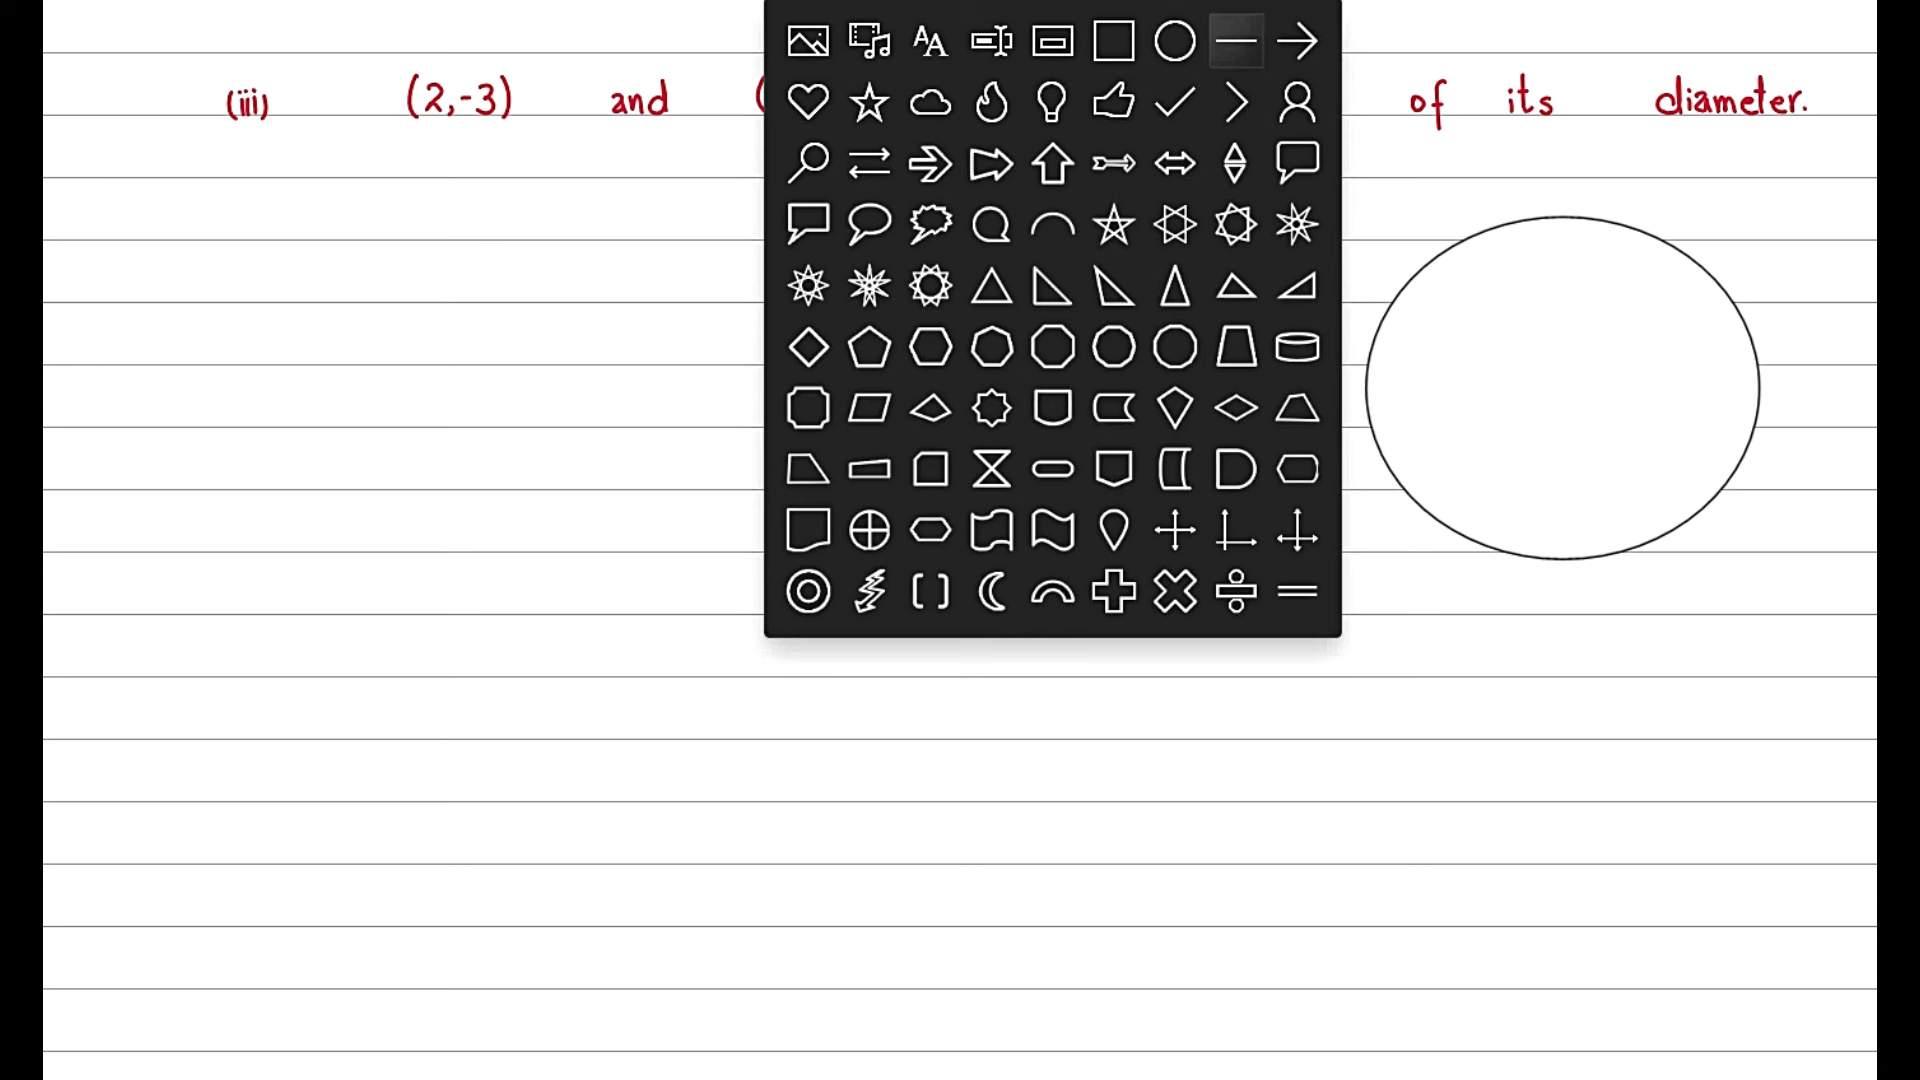 (iii) (2,-3) and ( of its diameter.